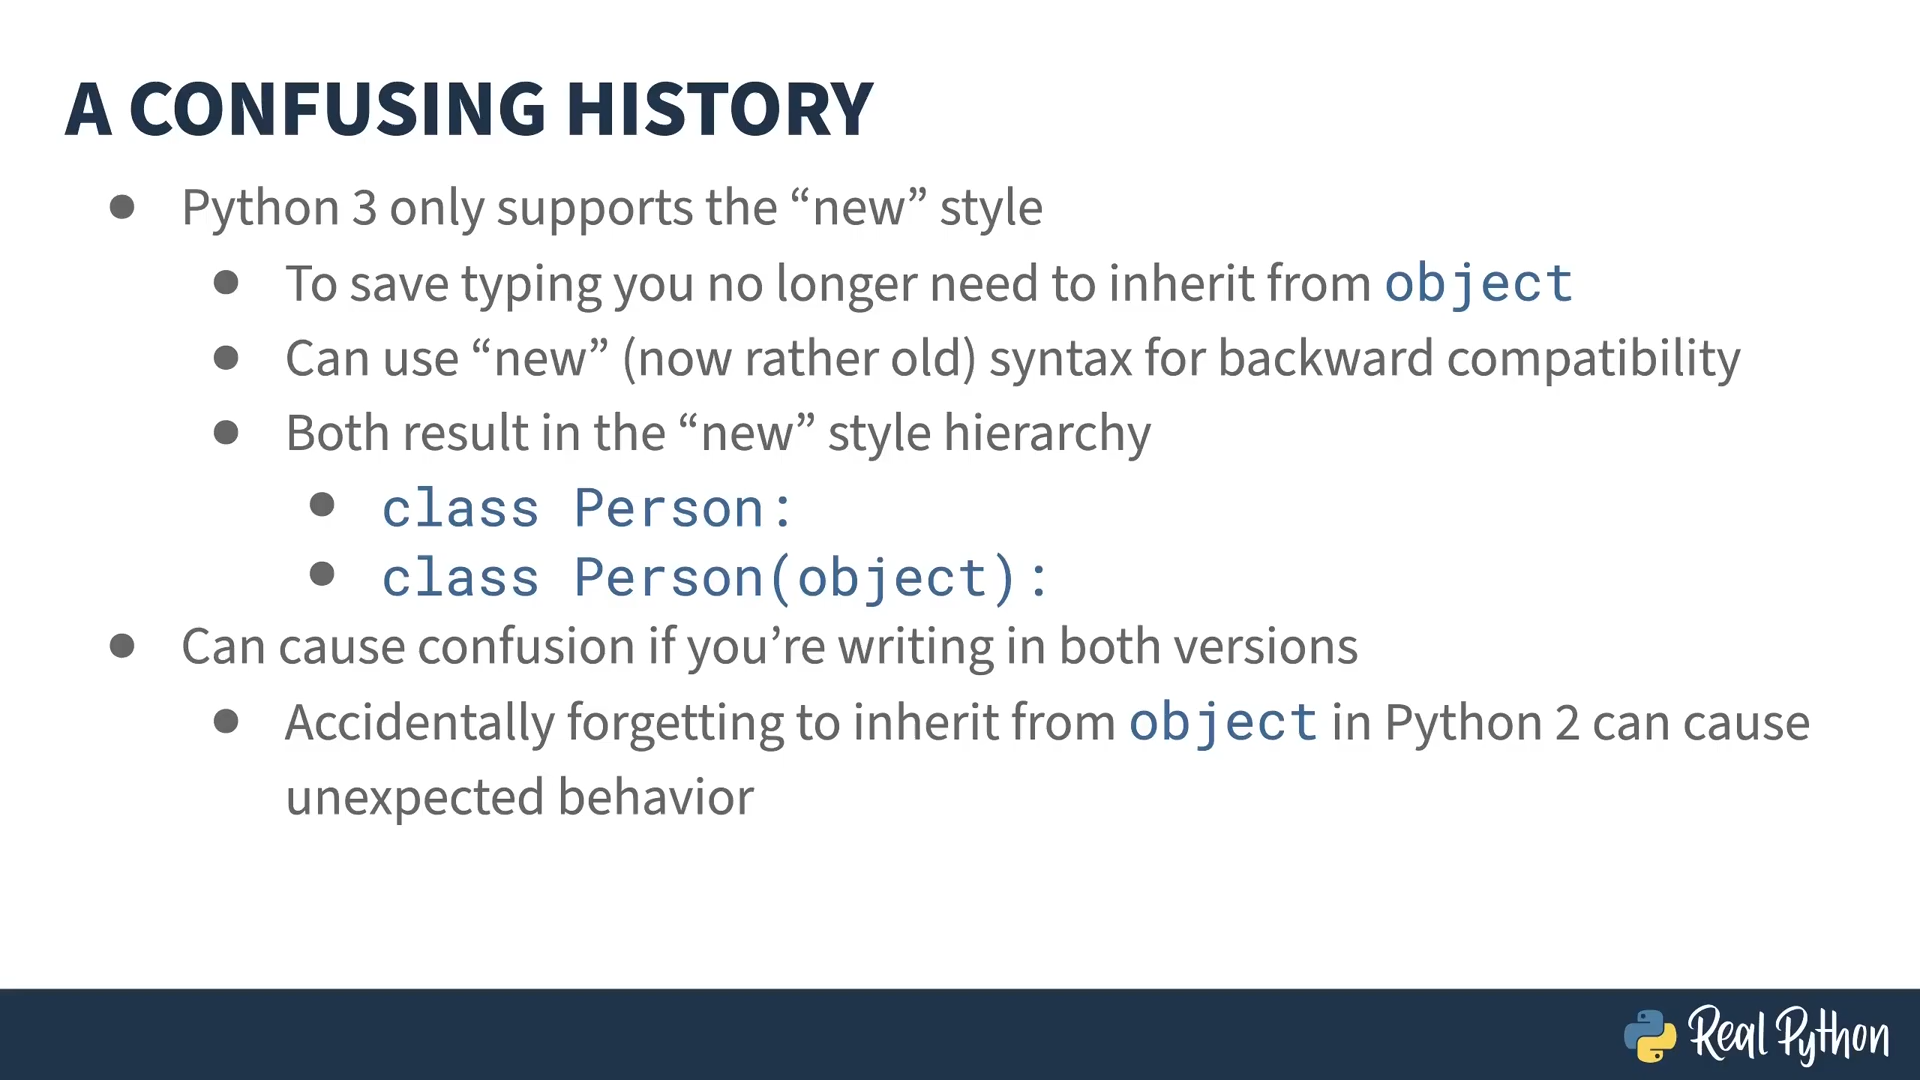 A CONFUSING HISTORY
● Python 3 only supports the “new” style
● To save typing you no longer need to inherit from object
● Can use “new” (now rather old) syntax for backward compatibility
● Both result in the “new” style hierarchy
● class Person:
● class Person(object):
● Can cause confusion if you’re writing in both versions
● Accidentally forgetting to inherit from object in Python 2 can cause
unexpected behavior
Real Python